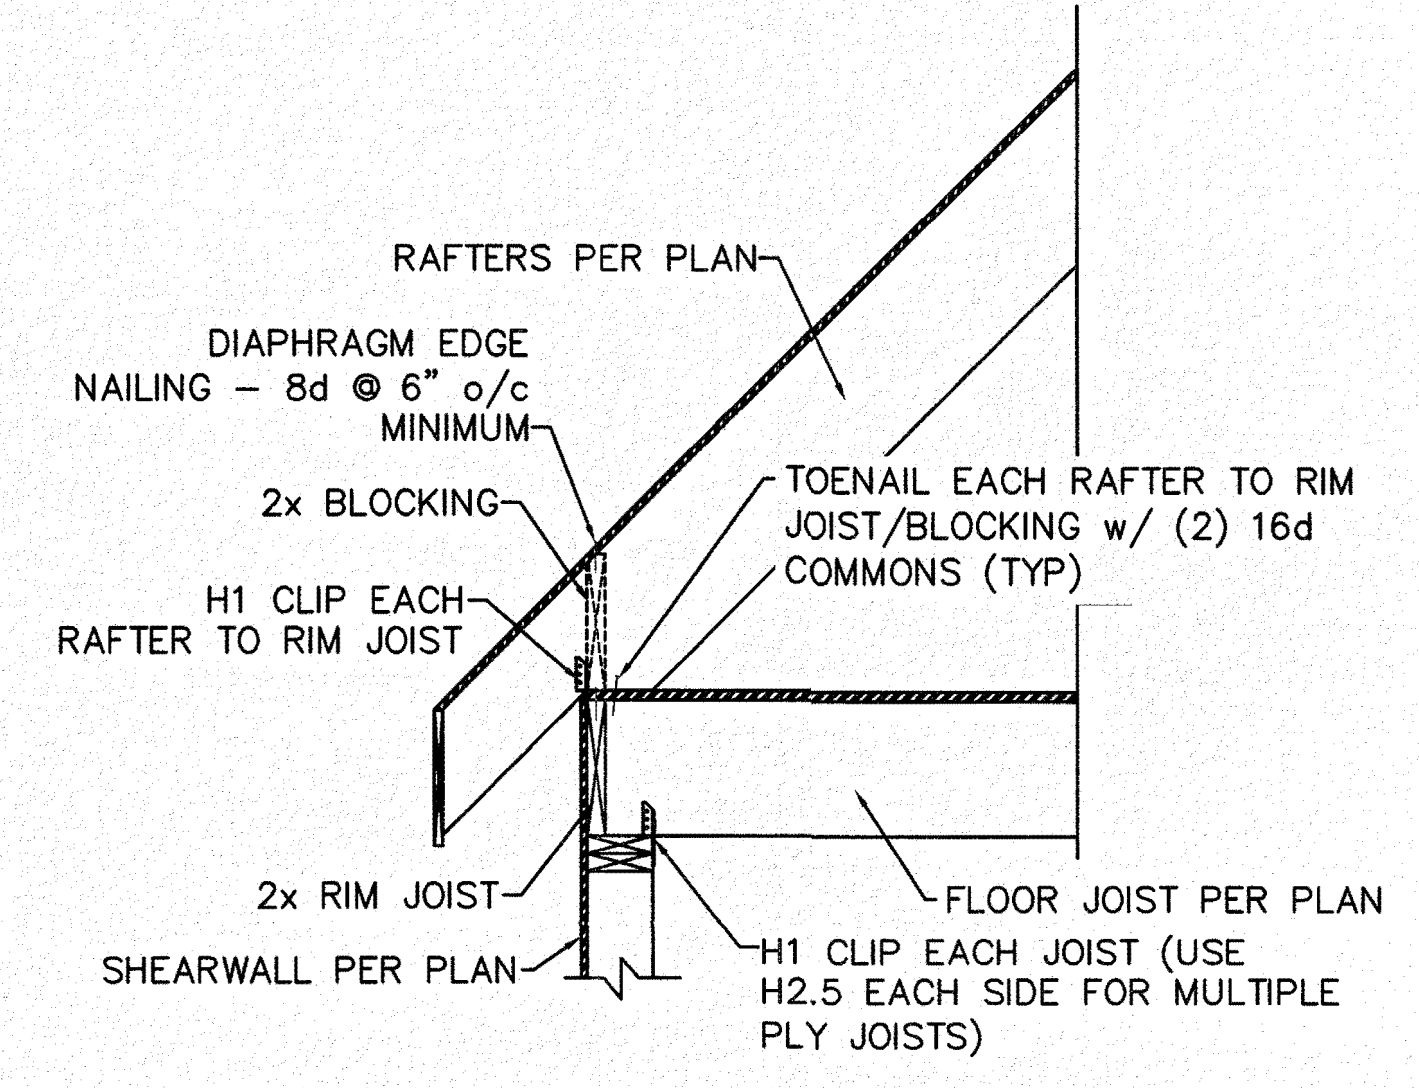 RAFTERS PER PLAN
DIAPHRAGM EDGE
NAILING – 8d @ 6" o/c
MINIMUM
2x BLOCKING
TOENAIL EACH RAFTER TO RIM
JOIST/BLOCKING w/ (2) 16d
COMMONS (TYP)
H1 CLIP EACH
RAFTER TO RIM JOIST
2x RIM JOIST
FLOOR JOIST PER PLAN
SHEARWALL PER PLAN
H1 CLIP EACH JOIST (USE
H2.5 EACH SIDE FOR MULTIPLE
PLY JOISTS)